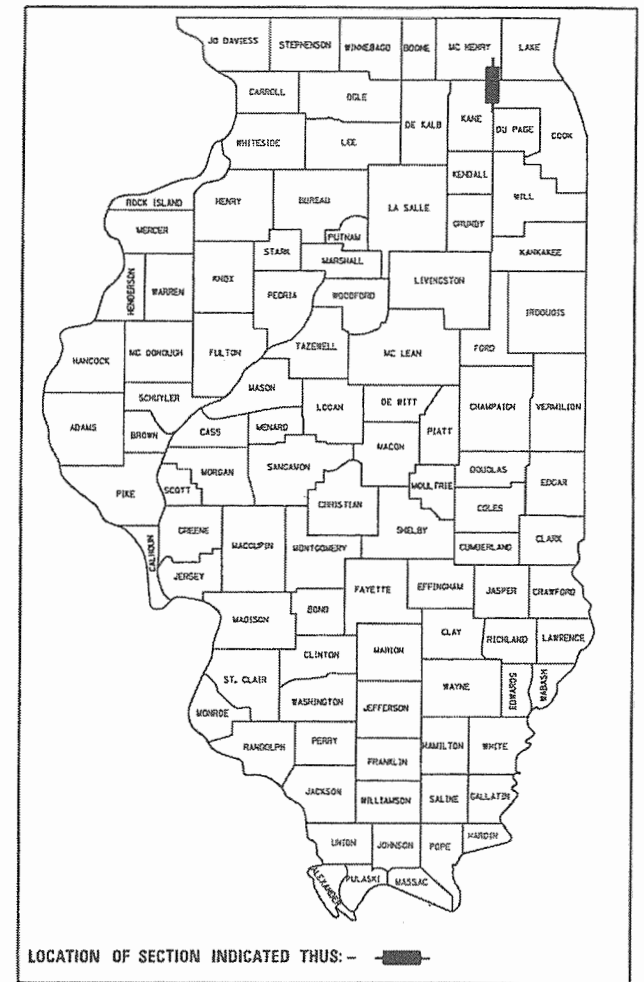 JO DAVIESS STEPHENSON WINNEBAGO BOONE MC HENRY LAKE
CARROLL OGLE DE KALB KANE DU PAGE COOK
WHITESIDE LEE
KENDALL
ROCK ISLAND HENRY BUREAU LA SALLE WILL
MERCER PUTNAM GRUNDY
STARK MARSHALL KANKAKEE
HENDERSON WARREN KNOX PEORIA WOODFORD LIVINGSTON
IROQUOIS
HANCOCK MC DONOUGH FULTON TAZEWELL MC LEAN FORD
SCHUYLER MASON LOGAN DE WITT CHAMPAIGN VERMILION
ADAMS BROWN CASS MENARD MACON PIATT
PIKE SCOTT MORGAN SANGAMON CHRISTIAN MOULTRIE DOUGLAS EDGAR
COLES
CALHOUN GREENE MACOUPIN MONTGOMERY SHELBY CUMBERLAND CLARK
JERSEY
MADISON BOND FAYETTE EFFINGHAM JASPER CRAWFORD
CLINTON MARION CLAY RICHLAND LAWRENCE
ST. CLAIR WASHINGTON JEFFERSON WAYNE EDWARDS WABASH
MONROE
RANDOLPH PERRY FRANKLIN HAMILTON WHITE
JACKSON WILLIAMSON SALINE GALLATIN
UNION JOHNSON POPE HARDIN
ALEXANDER PULASKI MASSAC
LOCATION OF SECTION INDICATED THUS: -